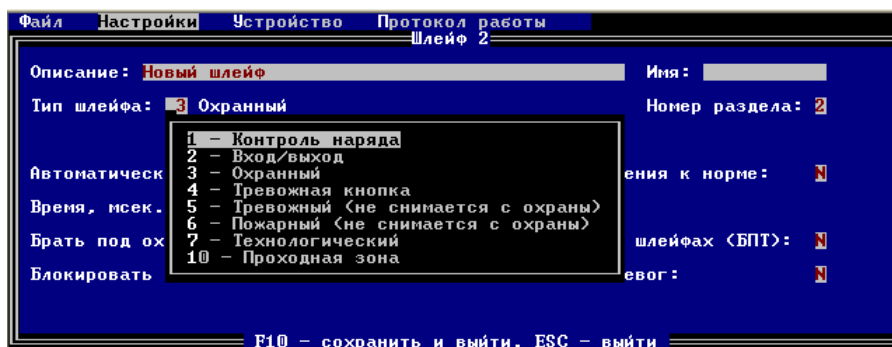 Файл Настройки Устройство Протокол работы
Шлейф 2
Описание: Новый шлейф Имя:
Тип шлейфа: 3 Охранный Номер раздела: 2
1 - Контроль наряда
2 - Вход/выход
Автоматическ 3 - Охранный ения к норме: N
4 - Тревожная кнопка
Время, мсек. 5 - Тревожный (не снимается с охраны)
6 - Пожарный (не снимается с охраны)
Брать под ох 7 - Технологический шлейфах (БПТ): N
10 - Проходная зона
Блокировать евог: N
F10 - сохранить и выйти, ESC - выйти